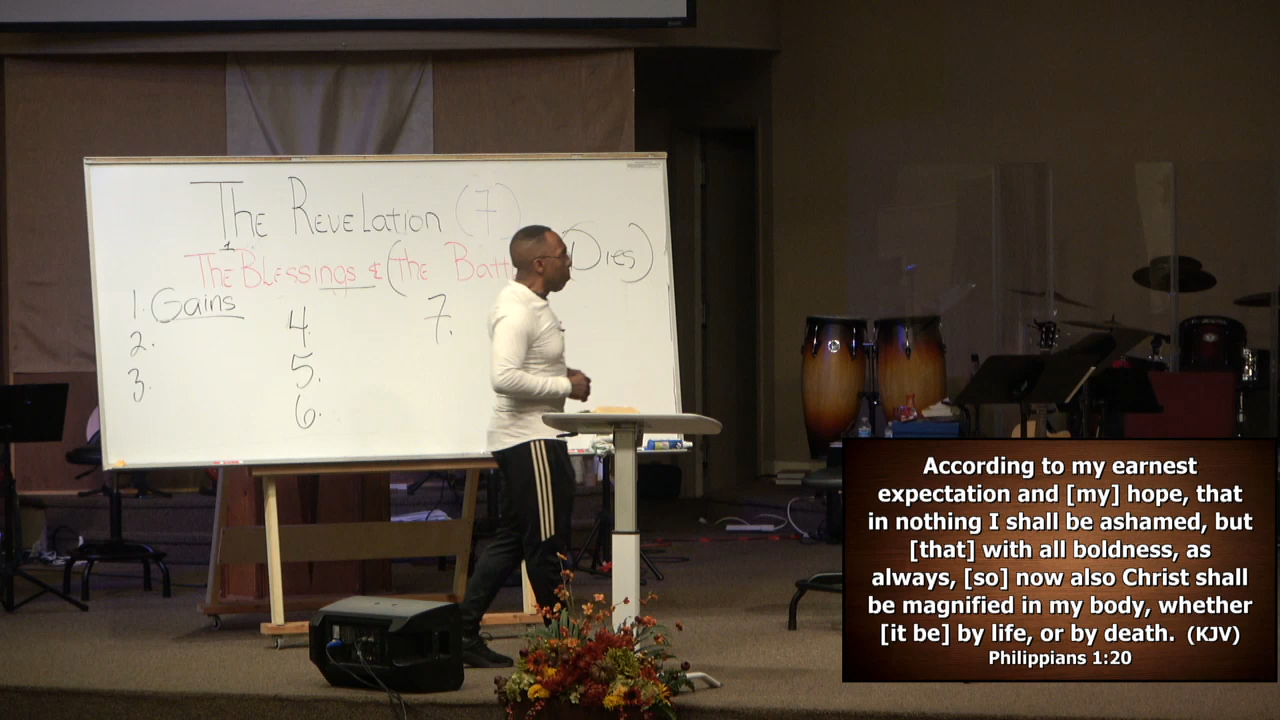 The Revelation (7)
1
The Blessings & (The Batt Dies)
1. Gains
2.
3.
4.
5.
6.
7.
According to my earnest
expectation and [my] hope, that
in nothing I shall be ashamed, but
[that] with all boldness, as
always, [so] now also Christ shall
be magnified in my body, whether
[it be] by life, or by death. (KJV)
Philippians 1:20